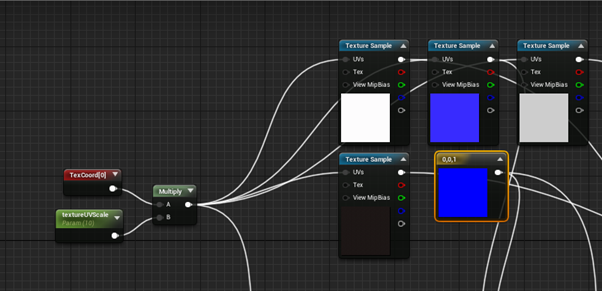 Texture Sample
UVs
Tex
View MipBias
Texture Sample
UVs
Tex
View MipBias
Texture Sample
UVs
Tex
View MipBias
Texture Sample
UVs
Tex
View MipBias
0,0,1
TexCoord[0]
Multiply
A
B
textureUVScale
Param (10)